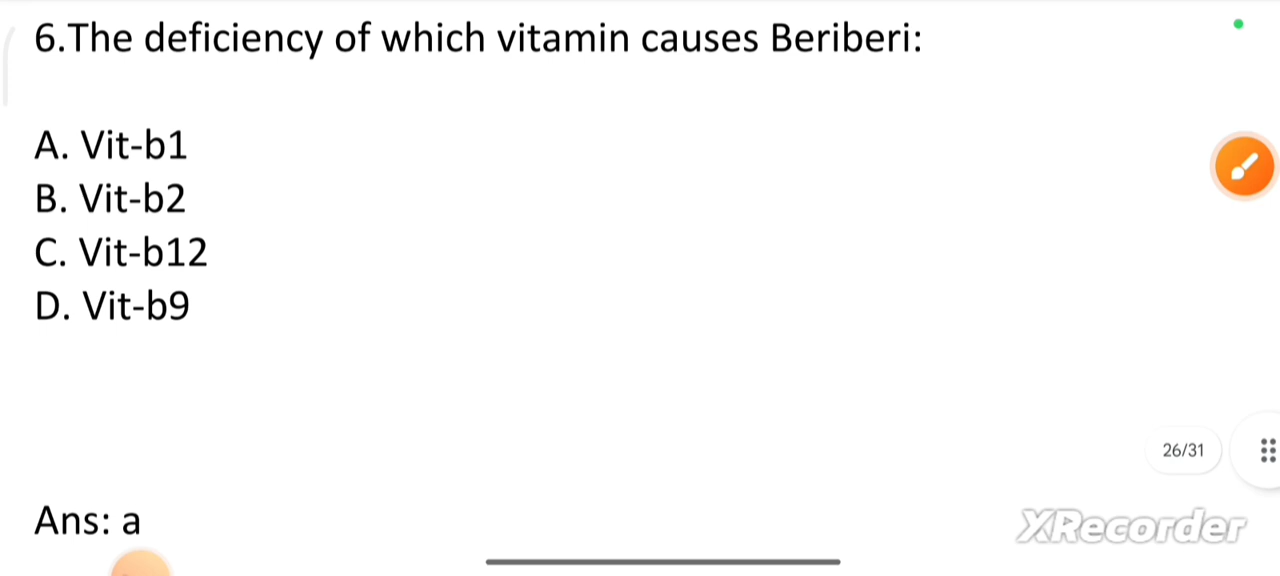 6.The deficiency of which vitamin causes Beriberi:
A. Vit-b1
B. Vit-b2
C. Vit-b12
D. Vit-b9
26/31
Ans: a
XRecorder